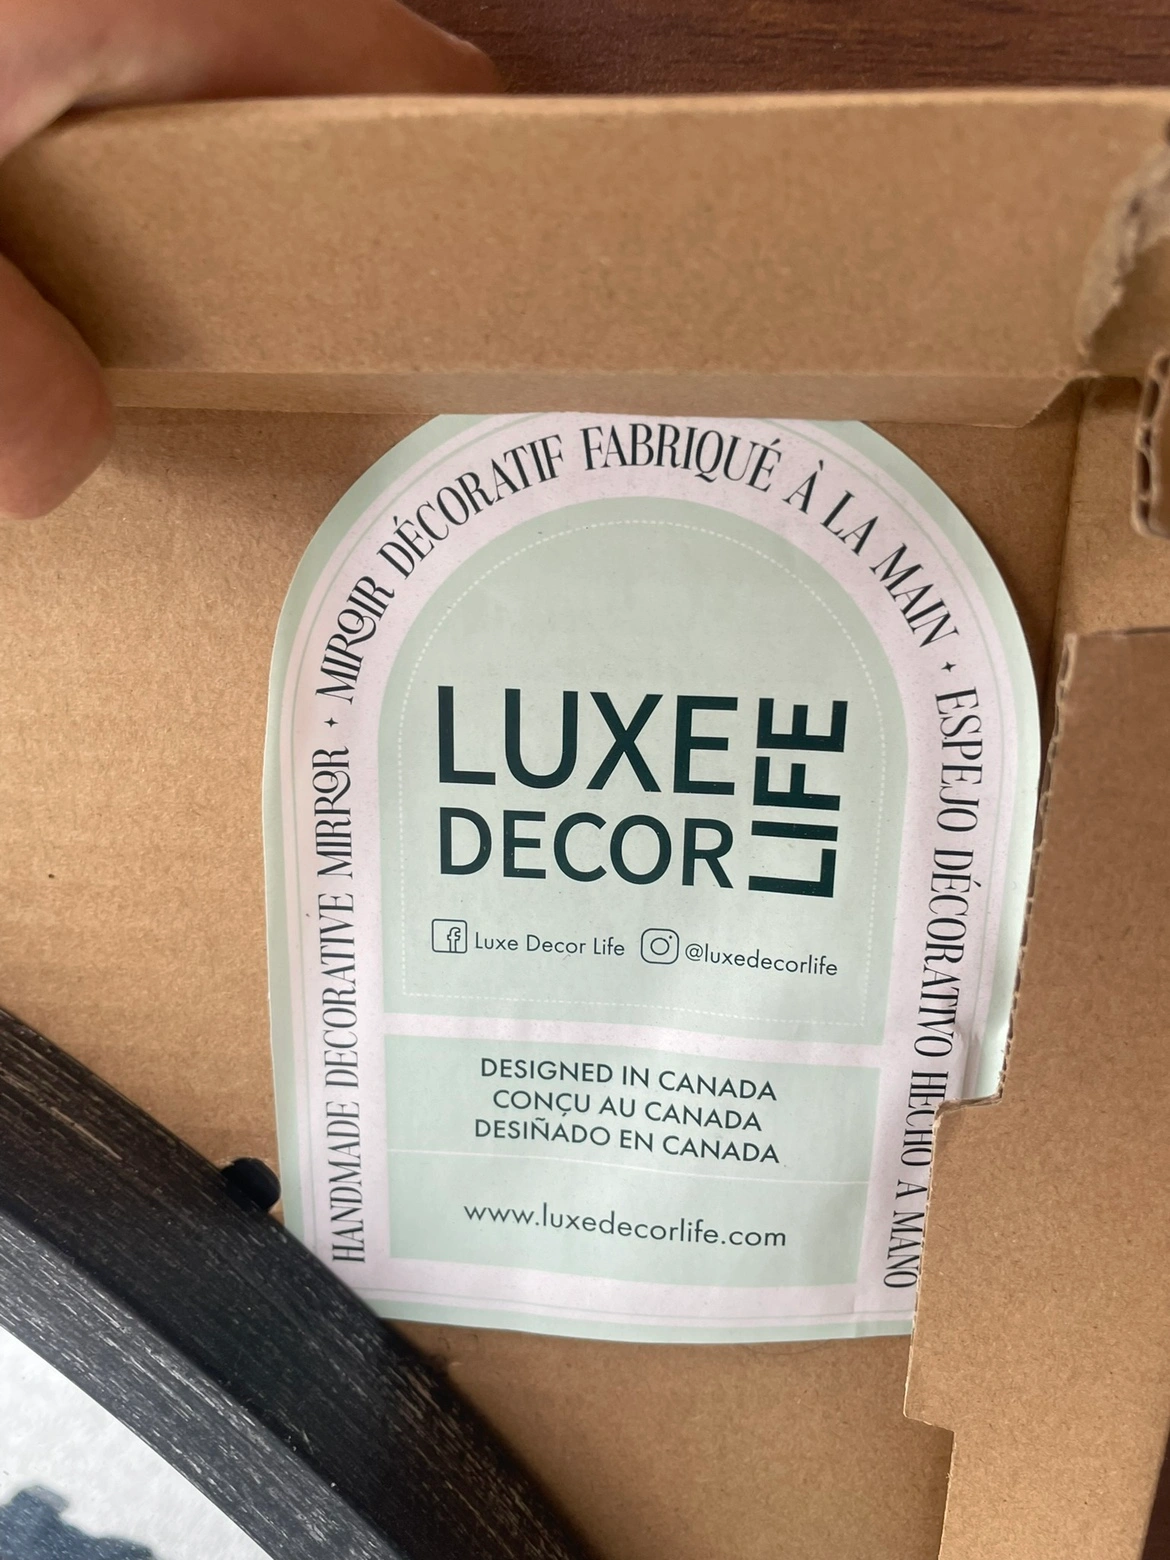 HANDMADE DECORATIVE MIRROR ✦ MIROIR DÉCORATIF FABRIQUÉ À LA MAIN ✦ ESPEJO DÉCORATIVO HECHO A MANO
LUXE
DECOR
LIFE
Luxe Decor Life @luxedecorlife
DESIGNED IN CANADA
CONÇU AU CANADA
DESIÑADO EN CANADA
www.luxedecorlife.com